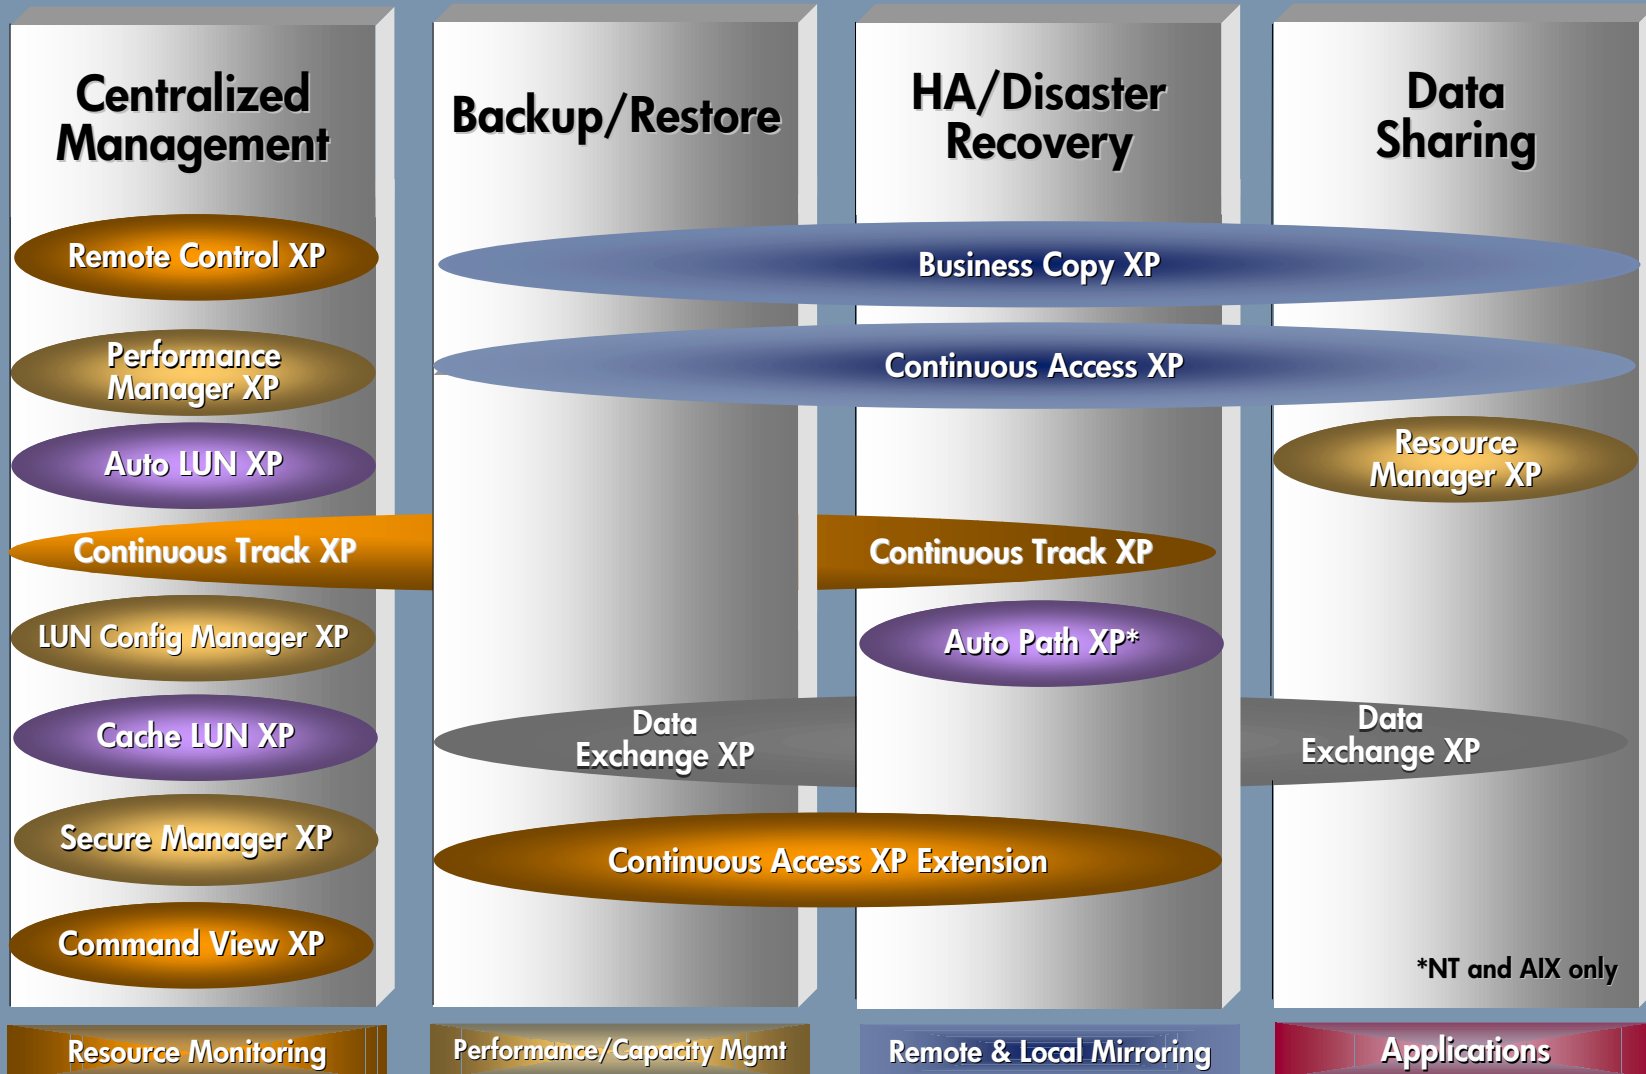 Centralized
Management
Backup/Restore
HA/Disaster
Recovery
Data
Sharing
Remote Control XP
Business Copy XP
Performance
Manager XP
Continuous Access XP
Auto LUN XP
Resource
Manager XP
Continuous Track XP
Continuous Track XP
LUN Config Manager XP
Auto Path XP*
Cache LUN XP
Data
Exchange XP
Data
Exchange XP
Secure Manager XP
Continuous Access XP Extension
Command View XP
*NT and AIX only
Resource Monitoring
Performance/Capacity Mgmt
Remote & Local Mirroring
Applications